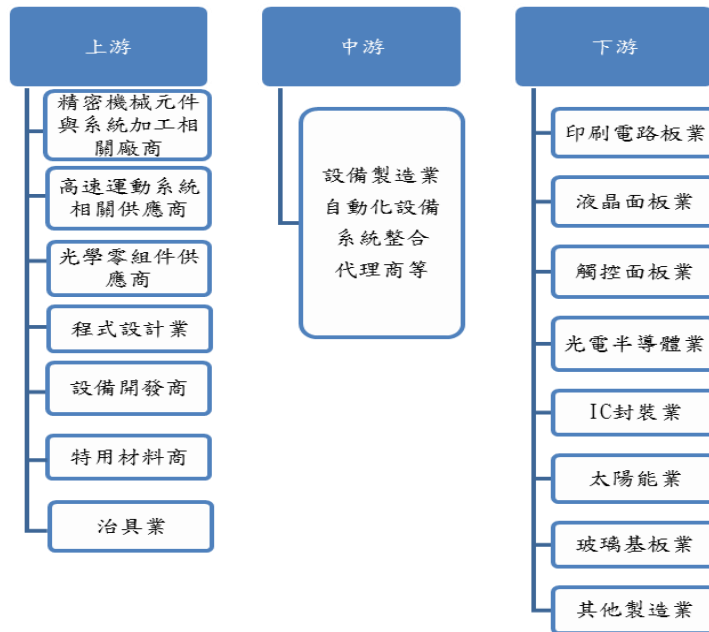 上游
精密機械元件
與系統加工相
關廠商
高速運動系統
相關供應商
光學零組件供
應商
程式設計業
設備開發商
特用材料商
治具業
中游
設備製造業
自動化設備
系統整合
代理商等
下游
印刷電路板業
液晶面板業
觸控面板業
光電半導體業
IC封裝業
太陽能業
玻璃基板業
其他製造業